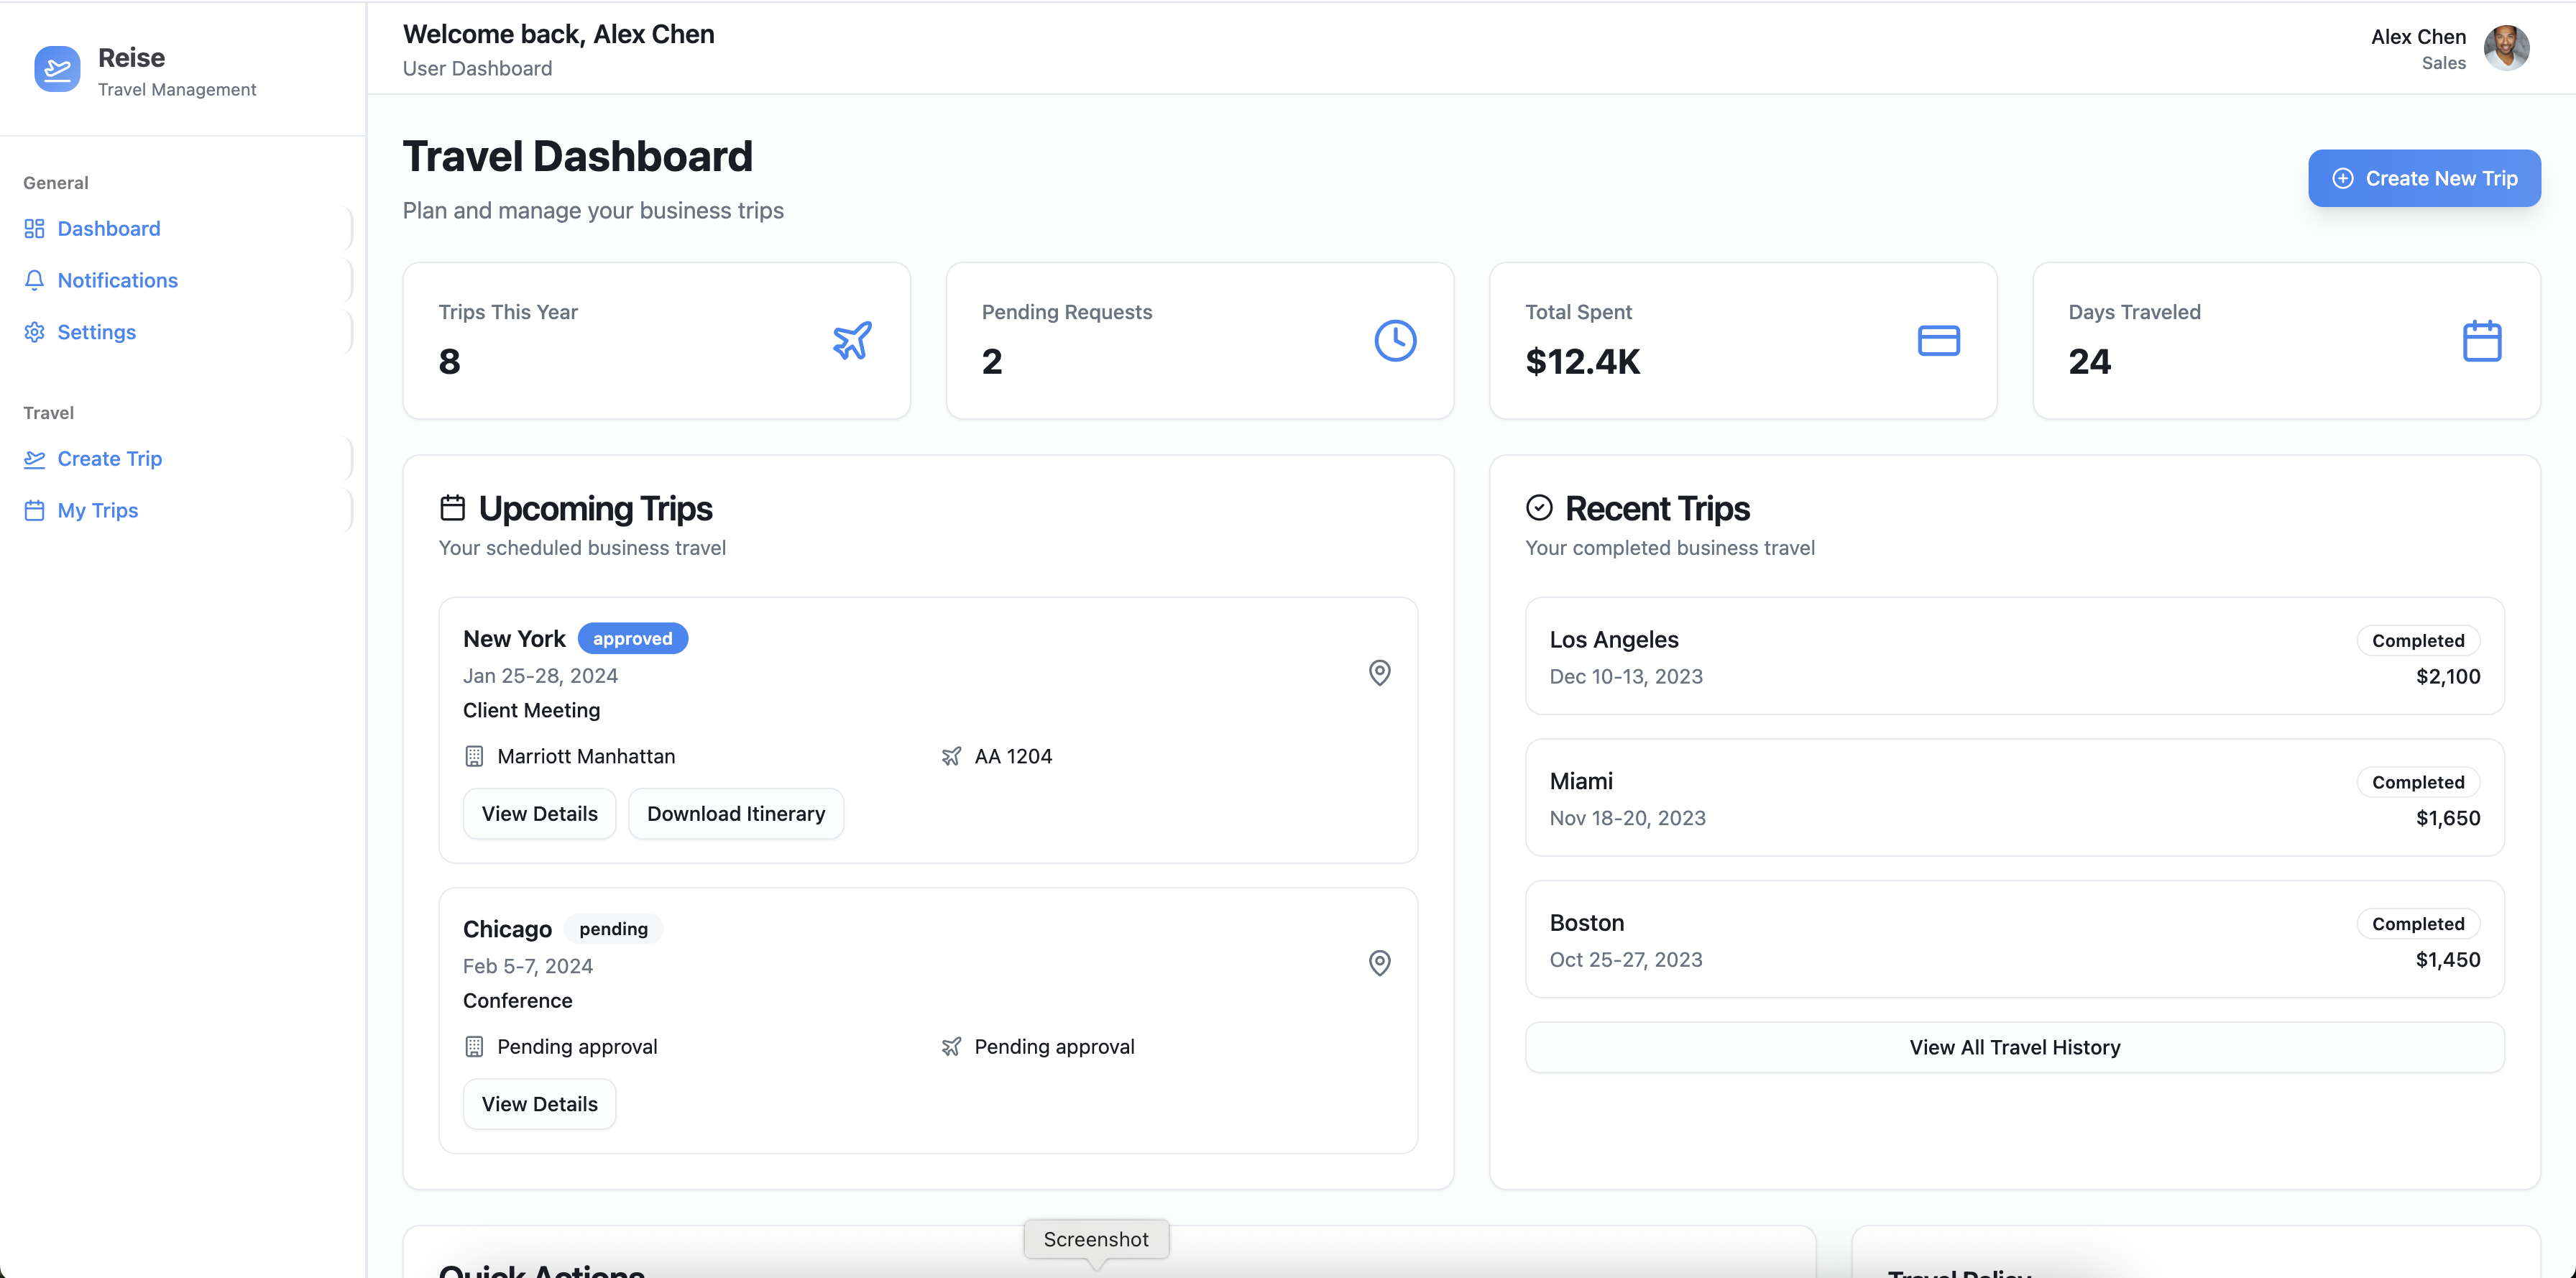 Reise
Travel Management
General
Dashboard
Notifications
Settings
Travel
Create Trip
My Trips
Welcome back, Alex Chen
User Dashboard
Alex Chen
Sales
Travel Dashboard
Plan and manage your business trips
Create New Trip
Trips This Year
8
Pending Requests
2
Total Spent
$12.4K
Days Traveled
24
Upcoming Trips
Your scheduled business travel
New York approved
Jan 25-28, 2024
Client Meeting
Marriott Manhattan AA 1204
View Details Download Itinerary
Chicago pending
Feb 5-7, 2024
Conference
Pending approval Pending approval
View Details
Recent Trips
Your completed business travel
Los Angeles Completed
Dec 10-13, 2023 $2,100
Miami Completed
Nov 18-20, 2023 $1,650
Boston Completed
Oct 25-27, 2023 $1,450
View All Travel History
Screenshot
Quick Actions
Travel Policy